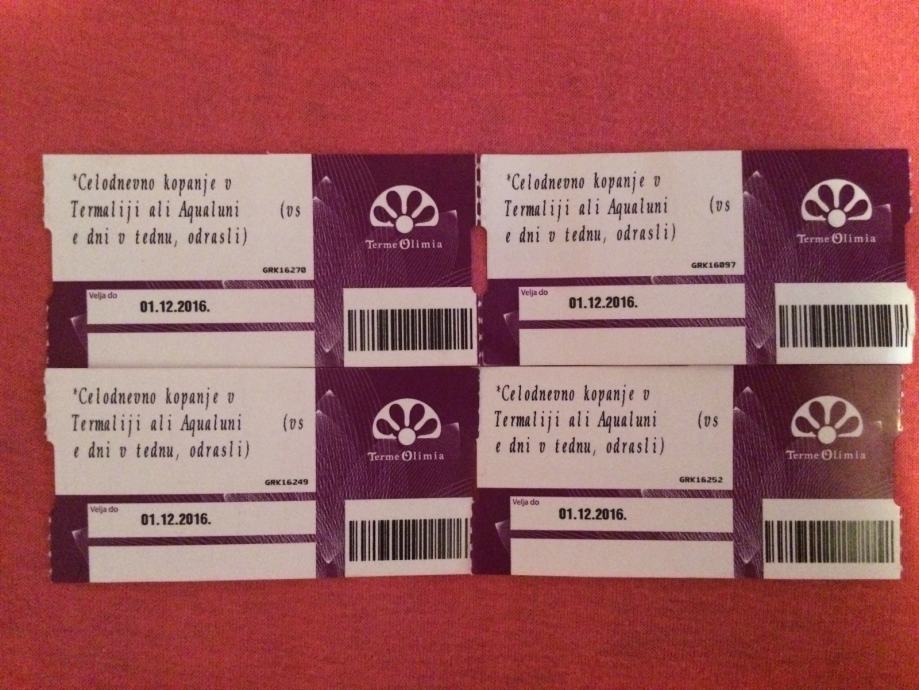 *Celodnevno kopanje v
Termaliji ali Aqualuni (vs
e dni v tednu, odrasli)
GRK16270
Terme Olimia
Velja do
01.12.2016.
*Celodnevno kopanje v
Termaliji ali Aqualuni (vs
e dni v tednu, odrasli)
GRK16097
Terme Olimia
Velja do
01.12.2016.
*Celodnevno kopanje v
Termaliji ali Aqualuni (vs
e dni v tednu, odrasli)
GRK16249
Terme Olimia
Velja do
01.12.2016.
*Celodnevno kopanje v
Termaliji ali Aqualuni (vs
e dni v tednu, odrasli)
GRK16252
Terme Olimia
Velja do
01.12.2016.